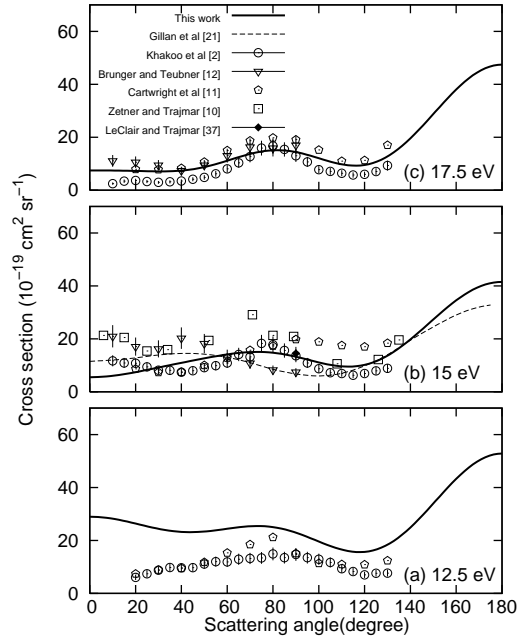 This work
Gillan et al [21]
Khakoo et al [2]
Brunger and Teubner [12]
Cartwright et al [11]
Zetner and Trajmar [10]
LeClair and Trajmar [37]
60
40
20
0
(c) 17.5 eV
60
40
20
0
(b) 15 eV
60
40
20
0
(a) 12.5 eV
0 20 40 60 80 100 120 140 160 180
Scattering angle(degree)
Cross section (10⁻¹⁹ cm² sr⁻¹)